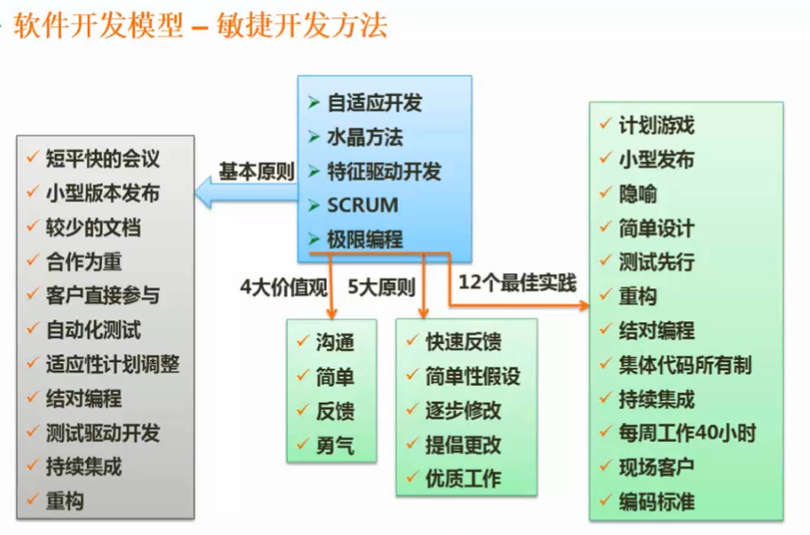 软件开发模型 – 敏捷开发方法
自适应开发
水晶方法
特征驱动开发
SCRUM
极限编程
基本原则
短平快的会议
小型版本发布
较少的文档
合作为重
客户直接参与
自动化测试
适应性计划调整
结对编程
测试驱动开发
持续集成
重构
4大价值观
沟通
简单
反馈
勇气
5大原则
快速反馈
简单性假设
逐步修改
提倡更改
优质工作
12个最佳实践
计划游戏
小型发布
隐喻
简单设计
测试先行
重构
结对编程
集体代码所有制
持续集成
每周工作40小时
现场客户
编码标准